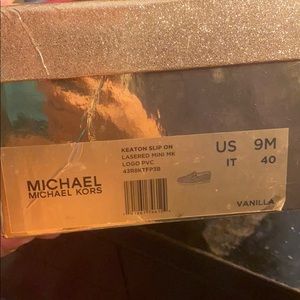 KEATON SLIP ON
LASERED MINI MK
LOGO PVC
43R8KTFP3B
US 9M
IT 40
MICHAEL
MICHAEL KORS
VANILLA